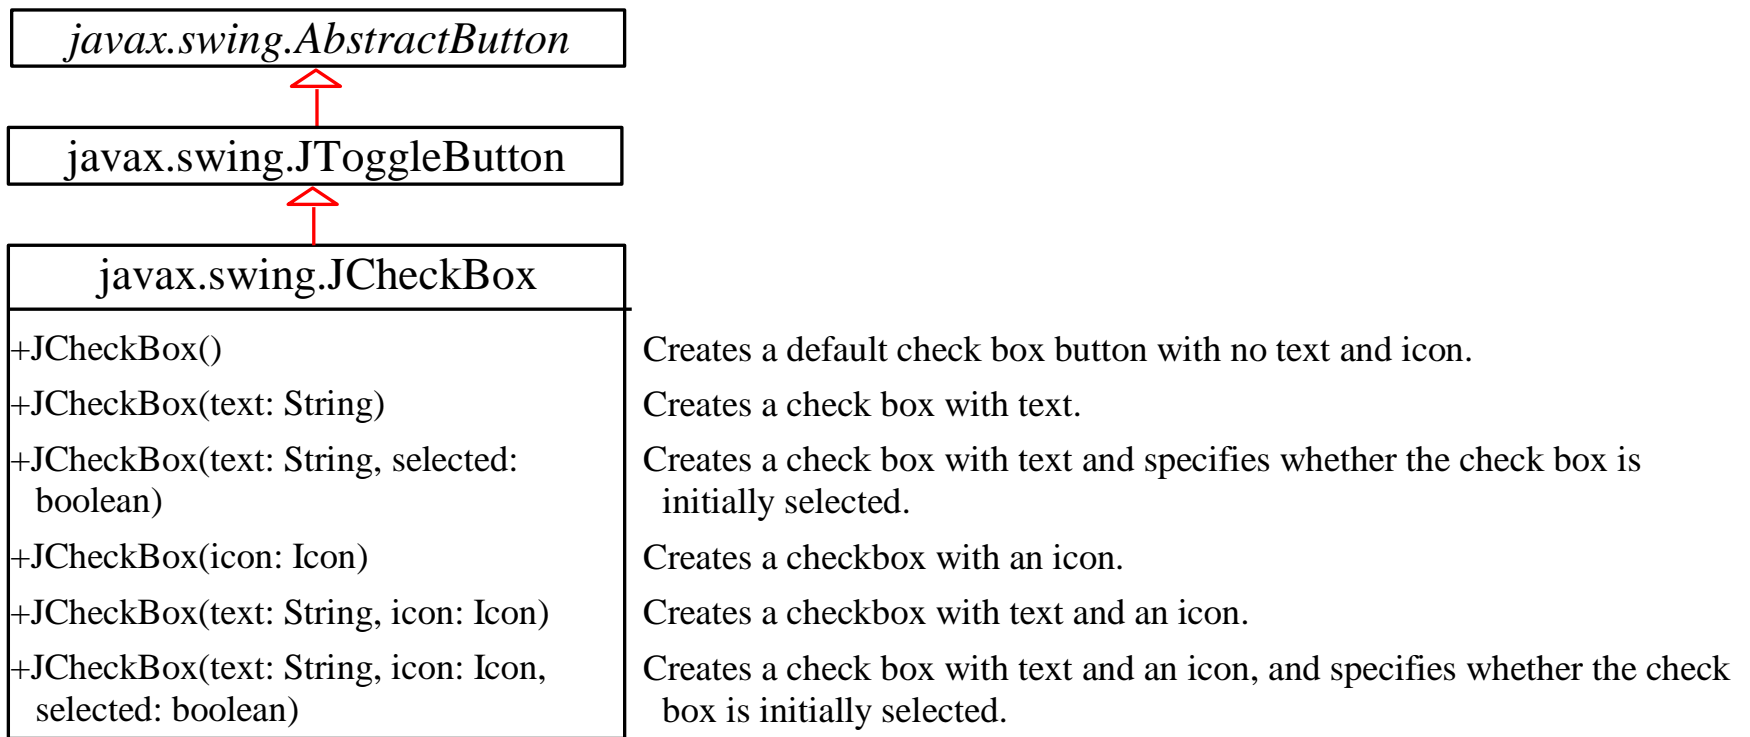 javax.swing.AbstractButton
javax.swing.JToggleButton
javax.swing.JCheckBox
+JCheckBox()
Creates a default check box button with no text and icon.
+JCheckBox(text: String)
Creates a check box with text.
+JCheckBox(text: String, selected:
boolean)
Creates a check box with text and specifies whether the check box is
initially selected.
+JCheckBox(icon: Icon)
Creates a checkbox with an icon.
+JCheckBox(text: String, icon: Icon)
Creates a checkbox with text and an icon.
+JCheckBox(text: String, icon: Icon,
selected: boolean)
Creates a check box with text and an icon, and specifies whether the check
box is initially selected.